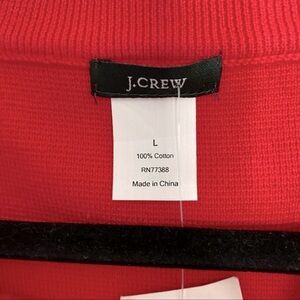 J.CREW
L
100% Cotton
RN77388
Made in China